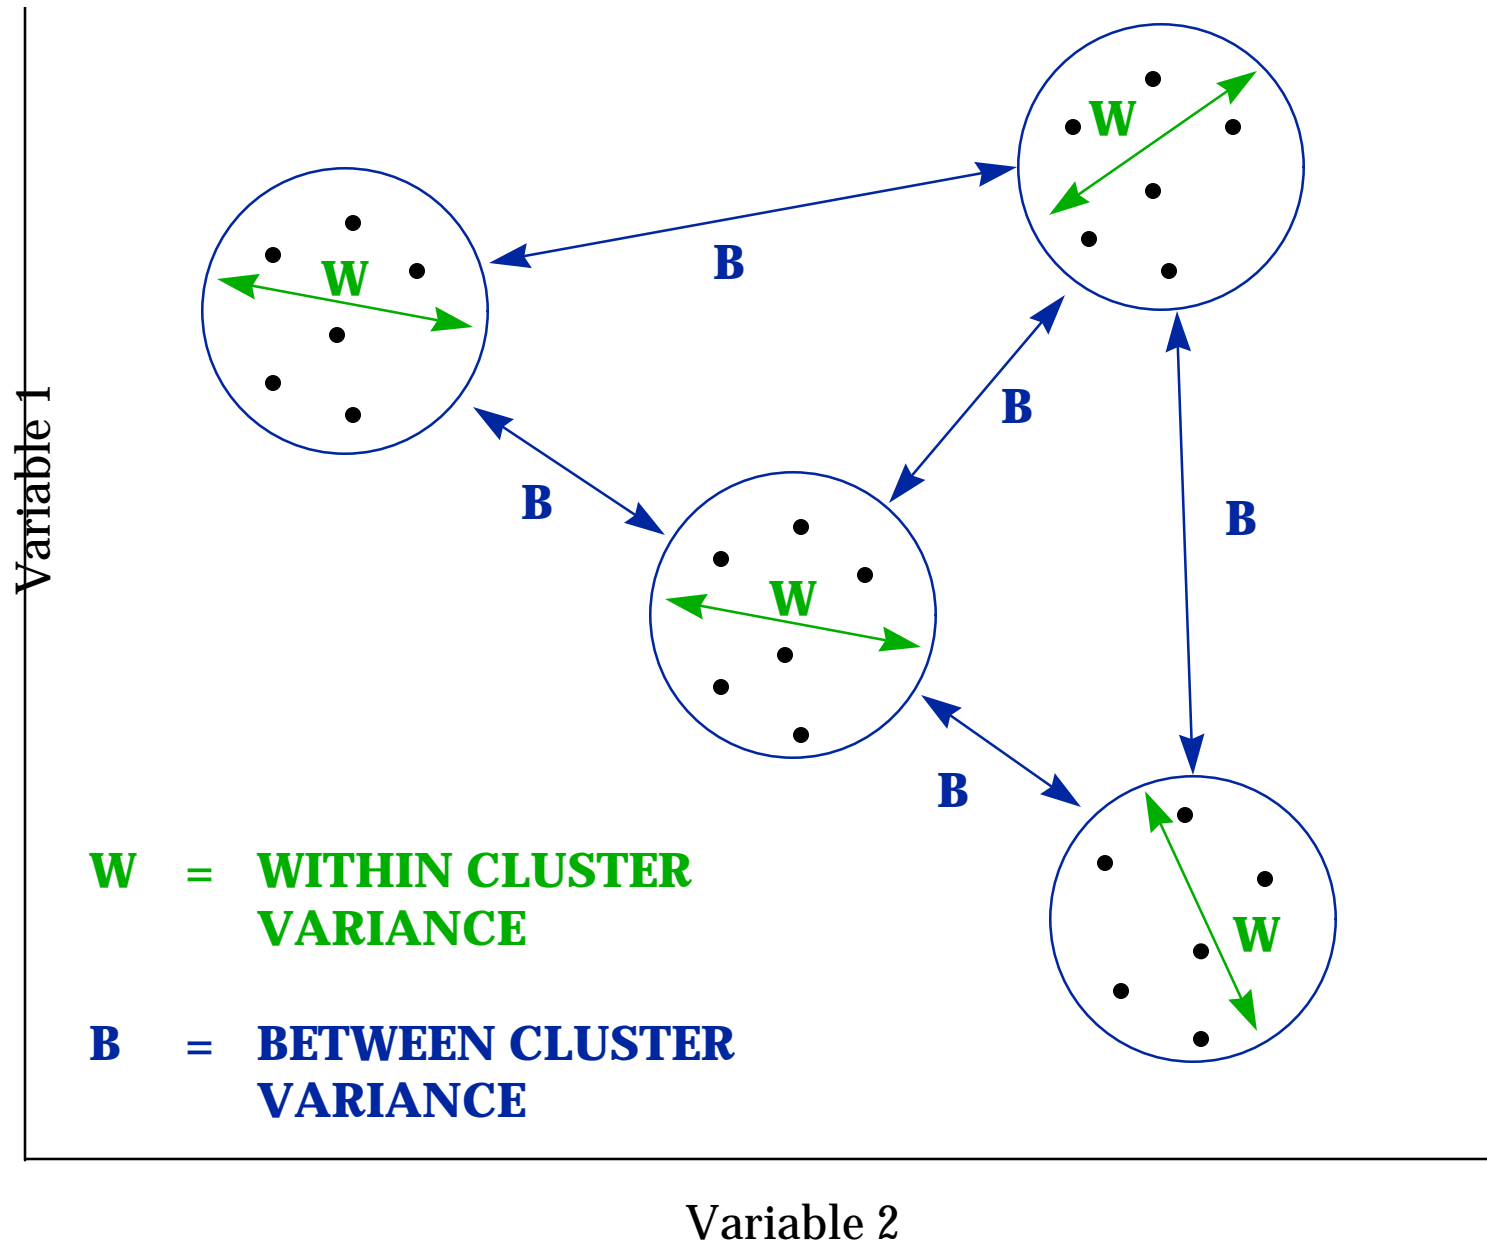 W
W
B
B
B
B
W
B
W
W = WITHIN CLUSTER
VARIANCE
B = BETWEEN CLUSTER
VARIANCE
Variable 1
Variable 2